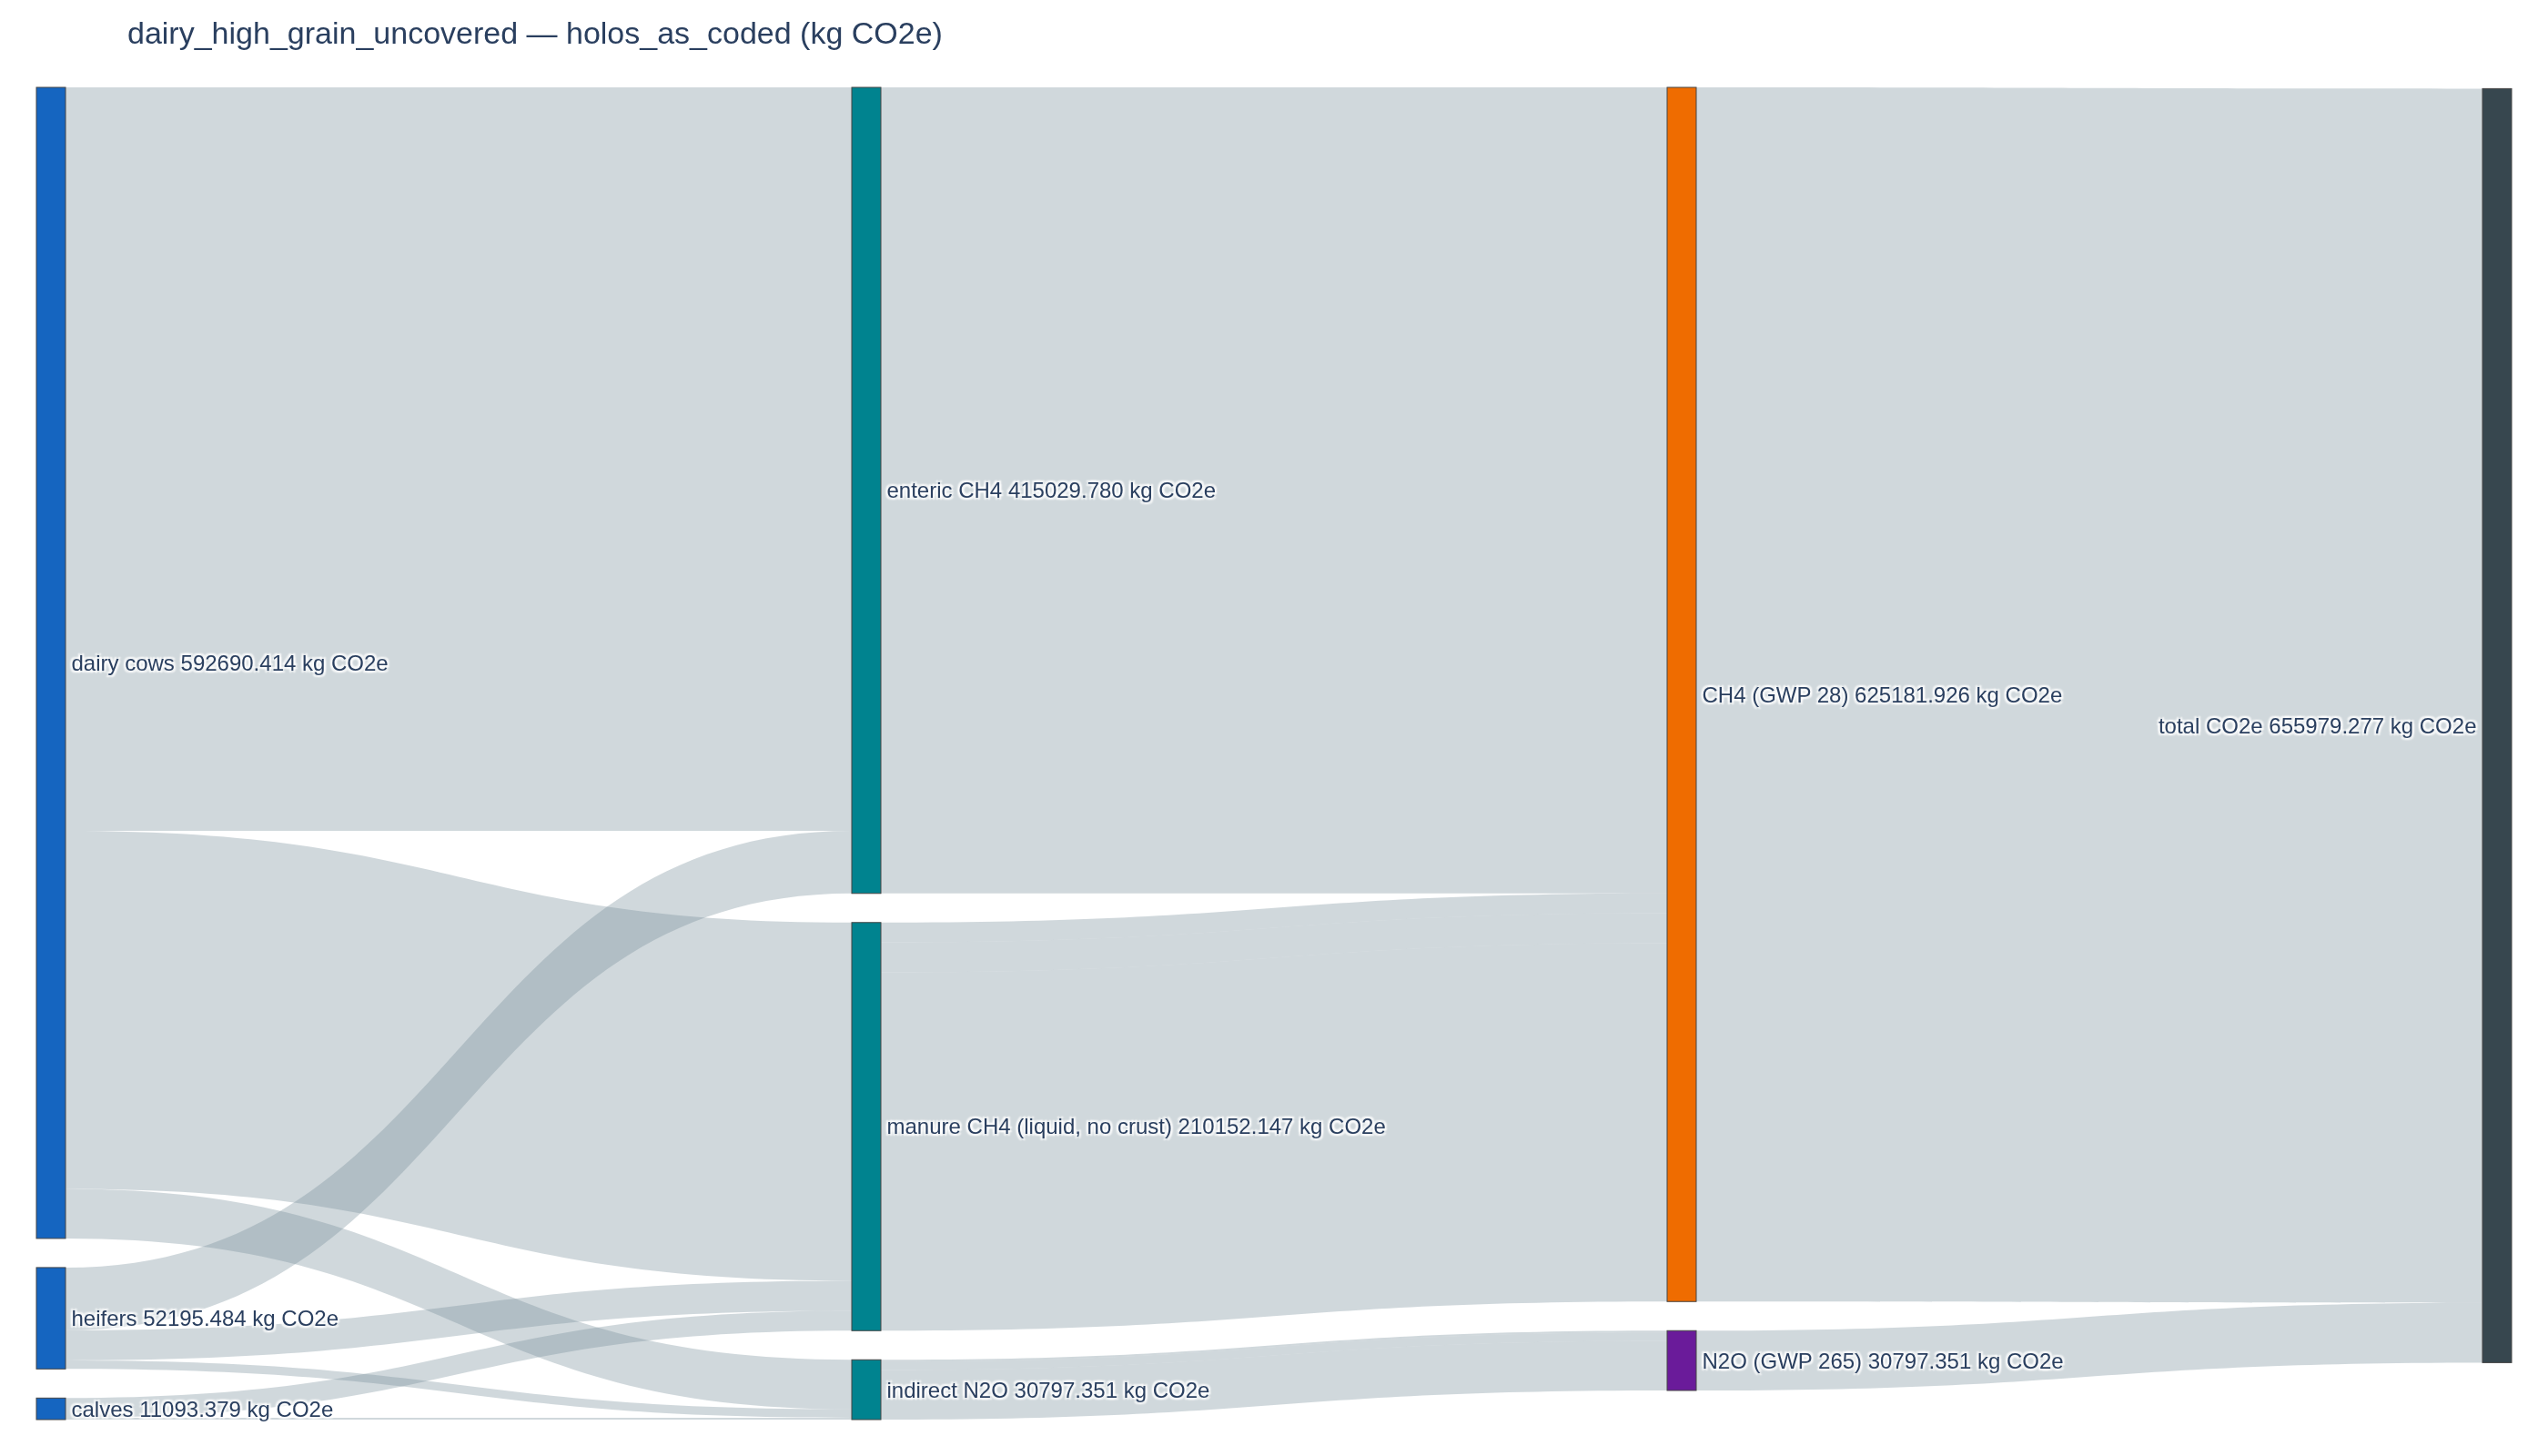 dairy_high_grain_uncovered — holos_as_coded (kg CO2e)
enteric CH4 415029.780 kg CO2e
dairy cows 592690.414 kg CO2e
CH4 (GWP 28) 625181.926 kg CO2e
total CO2e 655979.277 kg CO2e
manure CH4 (liquid, no crust) 210152.147 kg CO2e
heifers 52195.484 kg CO2e
N2O (GWP 265) 30797.351 kg CO2e
indirect N2O 30797.351 kg CO2e
calves 11093.379 kg CO2e